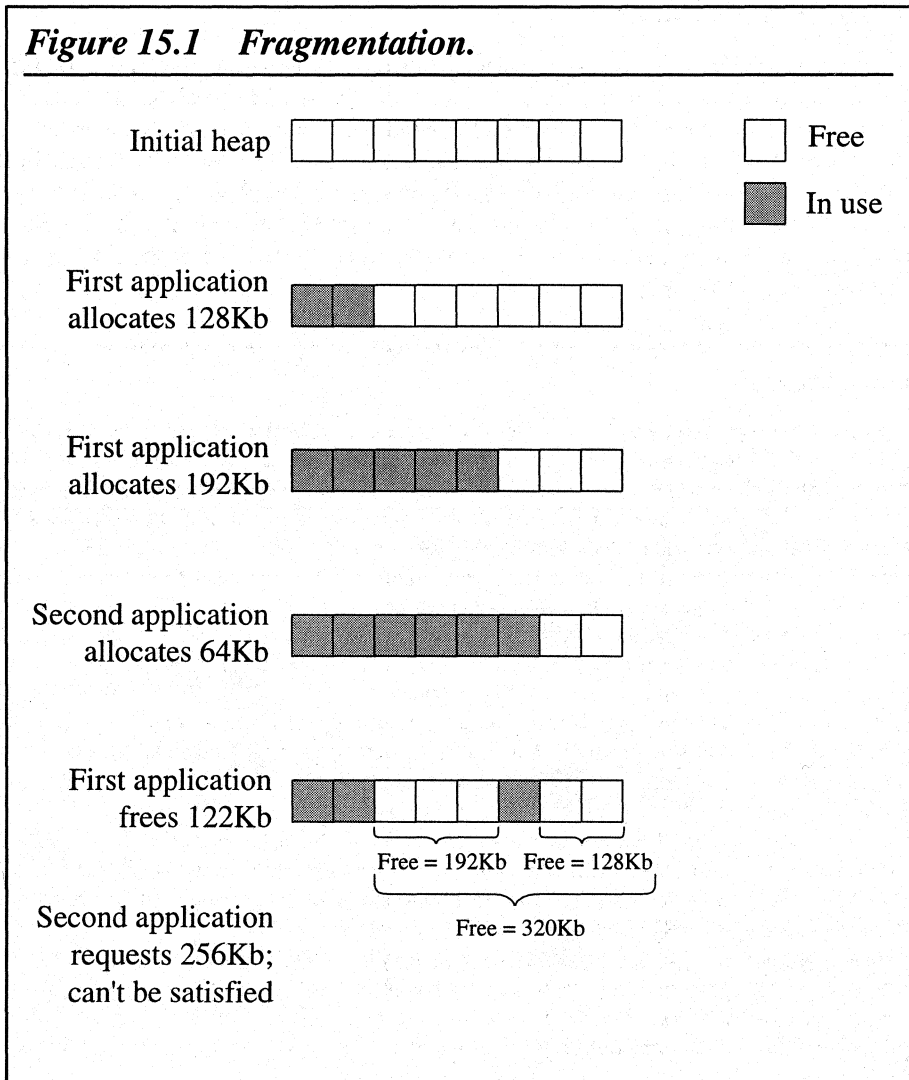 Figure 15.1 Fragmentation.
Initial heap
Free
In use
First application
allocates 128Kb
First application
allocates 192Kb
Second application
allocates 64Kb
First application
frees 122Kb
Free = 192Kb Free = 128Kb
Free = 320Kb
Second application
requests 256Kb;
can't be satisfied